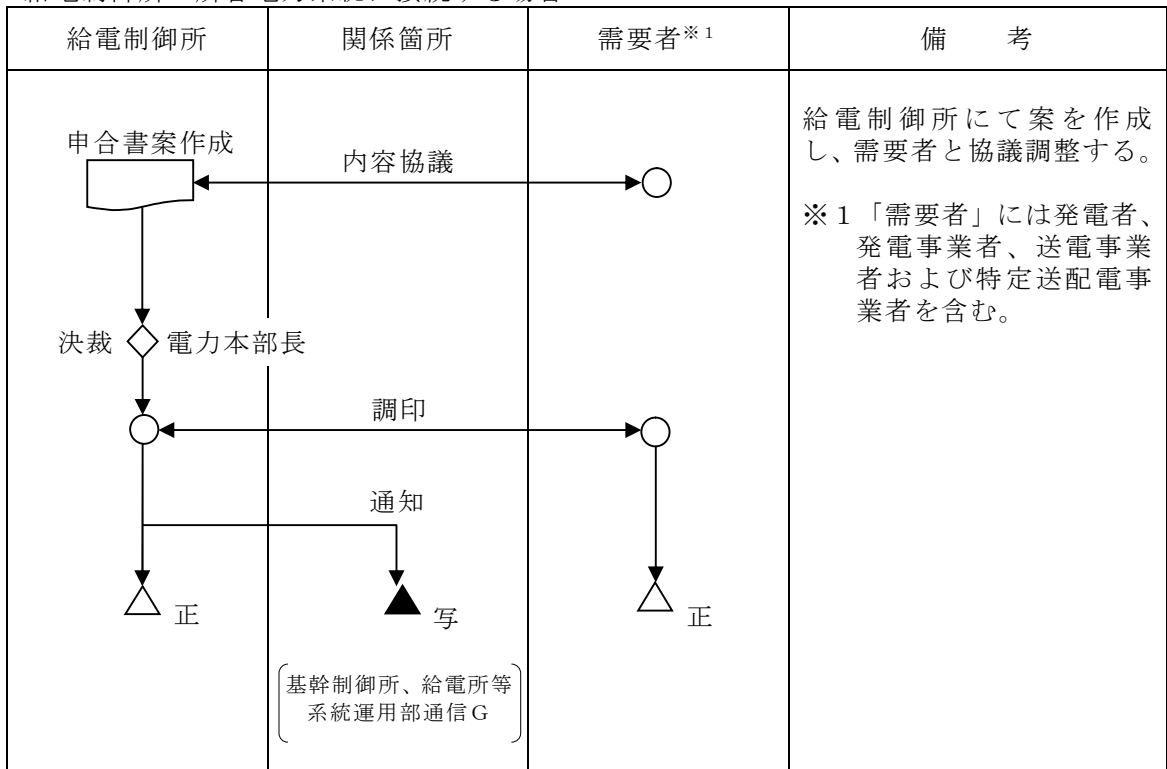 給電制御所
関係箇所
需要者※1
備 考
申合書案作成
内容協議
給電制御所にて案を作成
し、需要者と協議調整する。
※1「需要者」には発電者、
発電事業者、送電事業
者および特定送配電事
業者を含む。
決裁
電力本部長
調印
通知
正
写
正
基幹制御所、給電所等
系統運用部通信G